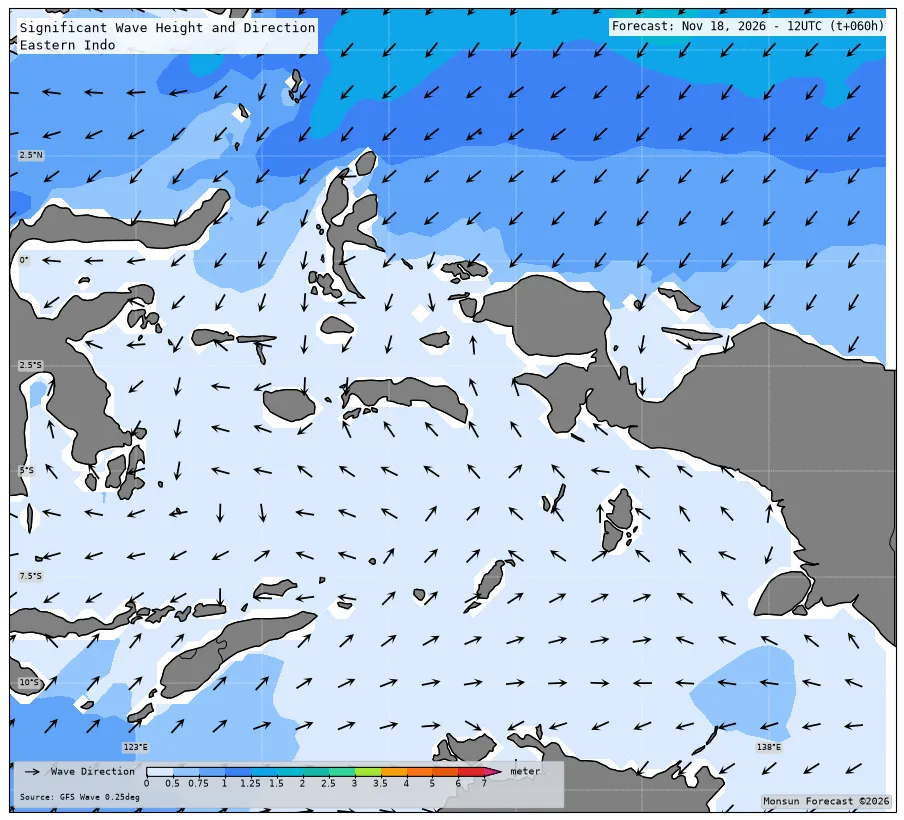 Significant Wave Height and Direction
Eastern Indo
Forecast: Nov 18, 2026 - 12UTC (t+060h)
2.5°N
0°
2.5°S
5°S
7.5°S
10°S
123°E
138°E
Wave Direction
meter
0 0.5 0.75 1 1.25 1.5 2 2.5 3 3.5 4 5 6 7
Source: GFS Wave 0.25deg
Monsun Forecast ©2026